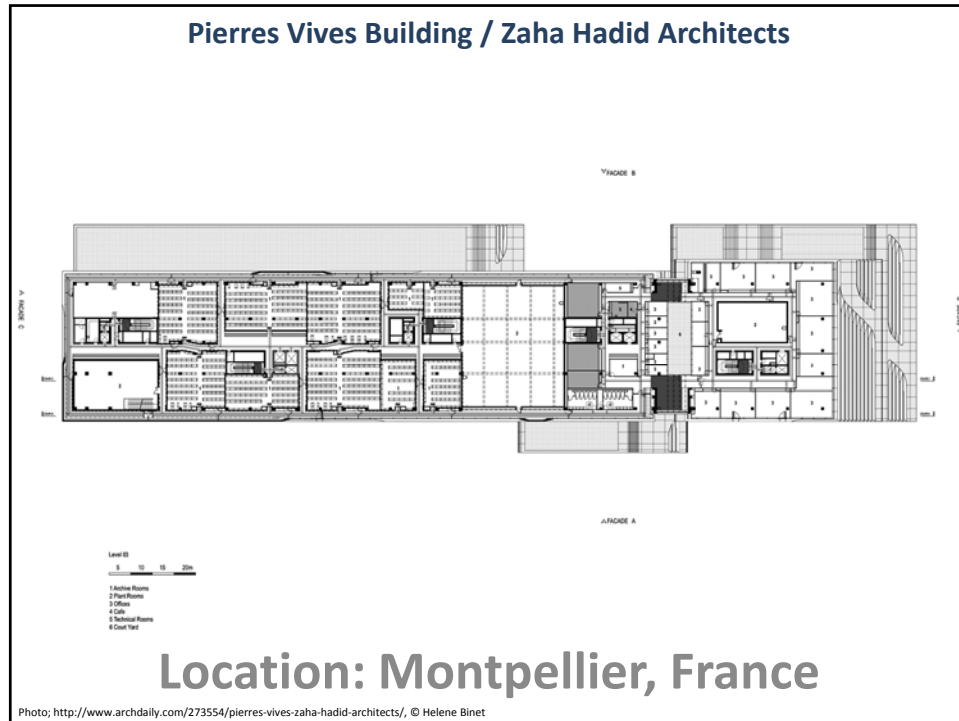 Pierres Vives Building / Zaha Hadid Architects
FACADE B
FACADE C
FACADE A
Level 03
5 10 15 20m
1 Archive Rooms
2 Plant Rooms
3 Offices
4 Cafe
5 Technical Rooms
6 Court Yard
Location: Montpellier, France
Photo; http://www.archdaily.com/273554/pierres-vives-zaha-hadid-architects/, © Helene Binet